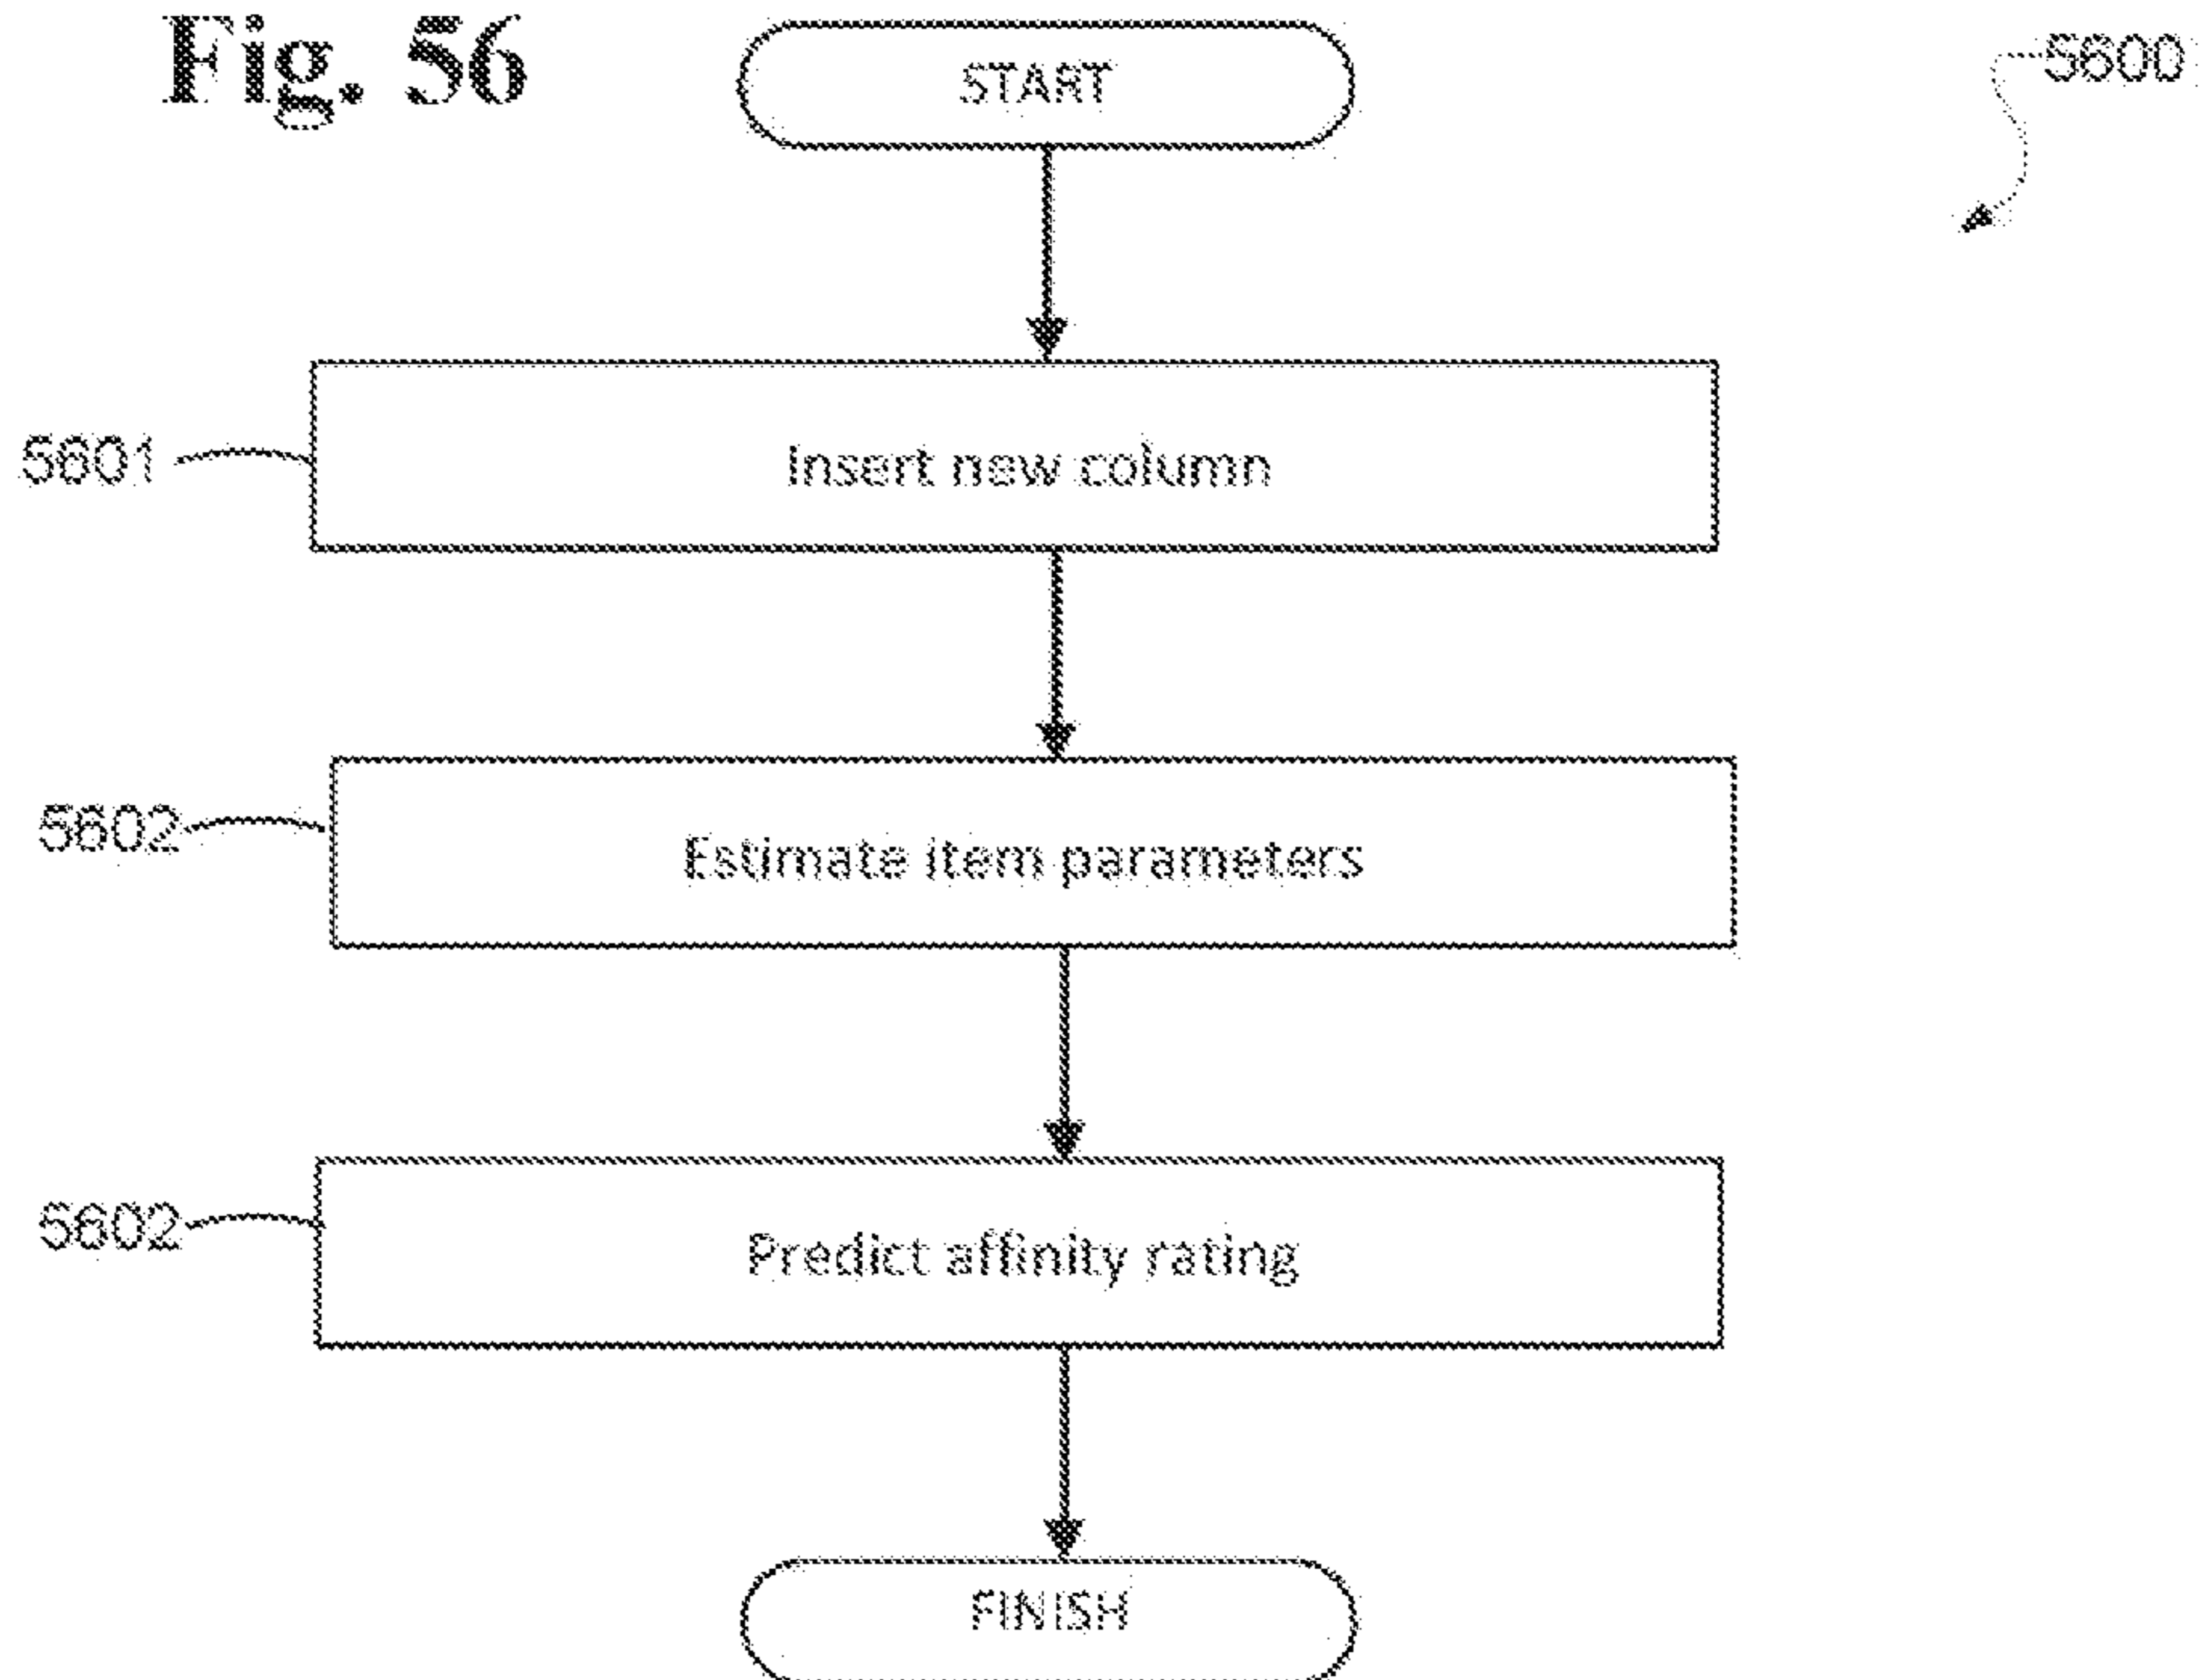 Fig. 56
START
5600
5601
Insert new column
5602
Estimate item parameters
5602
Predict affinity rating
FINISH